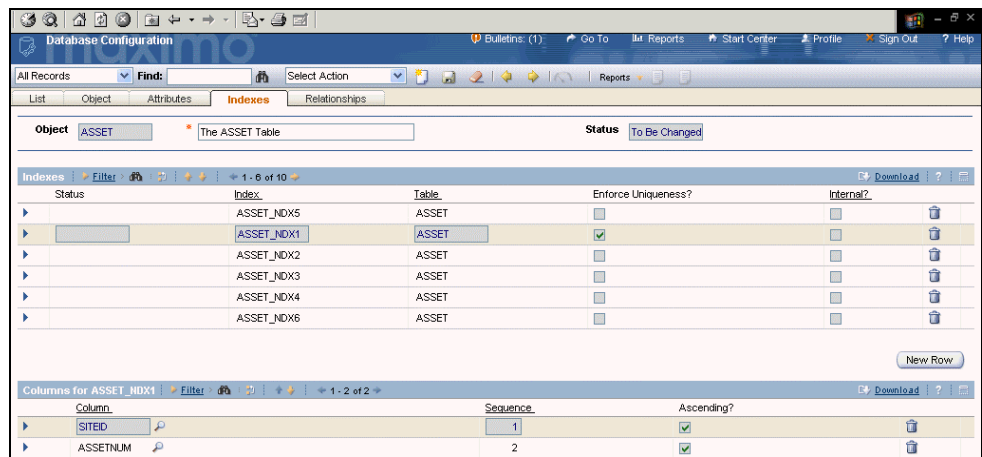 Database Configuration
maximo
Bulletins: (1) Go To Reports Start Center Profile Sign Out ? Help
All Records Find: Select Action Reports
List Object Attributes Indexes Relationships
Object ASSET * The ASSET Table Status To Be Changed
Indexes Filter 1 - 6 of 10 Download ?
Status Index Table Enforce Uniqueness? Internal?
ASSET_NDX5 ASSET
ASSET_NDX1 ASSET
ASSET_NDX2 ASSET
ASSET_NDX3 ASSET
ASSET_NDX4 ASSET
ASSET_NDX6 ASSET
New Row
Columns for ASSET_NDX1 Filter 1 - 2 of 2 Download ?
Column Sequence Ascending?
SITEID 1
ASSETNUM 2